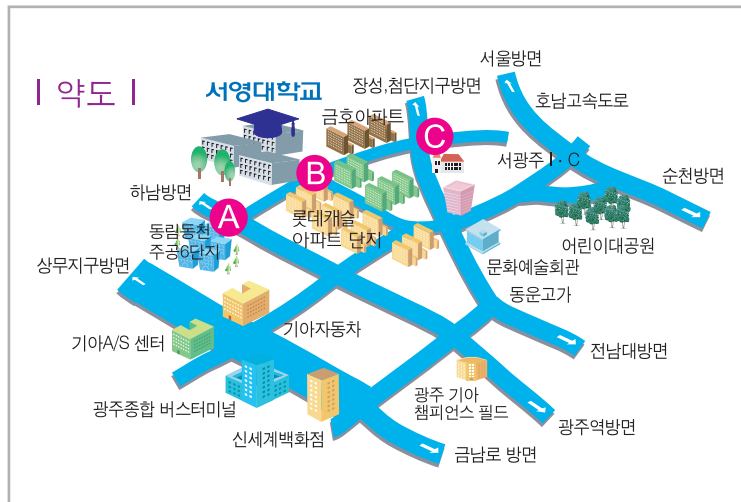 | 약도 |
서영대학교
장성,첨단지구방면
서울방면
호남고속도로
금호아파트
C
서광주 I·C
순천방면
B
하남방면
A
롯데캐슬
아파트 단지
동림동천
주공6단지
어린이대공원
문화예술회관
상무지구방면
동운고가
기아자동차
기아A/S 센터
전남대방면
광주 기아
챔피언스 필드
광주종합 버스터미널
신세계백화점
광주역방면
금남로 방면